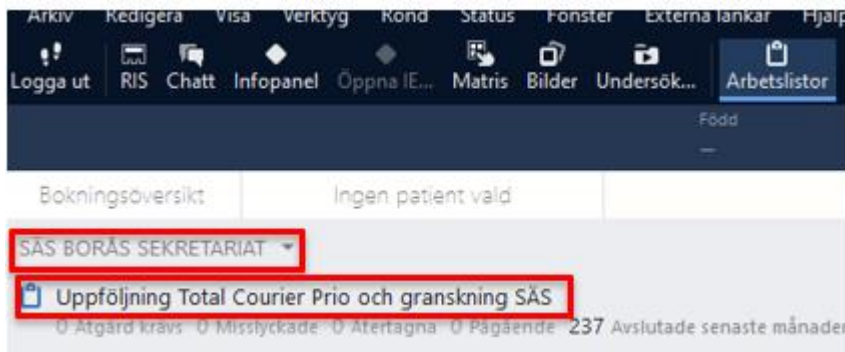 Arkiv Redigera Visa Verktyg Rond Status Fönster Externa länkar Hjälp
Logga ut RIS Chatt Infopanel Öppna IE... Matris Bilder Undersök... Arbetslistor
Född
–
Bokningsöversikt Ingen patient vald
SÄS BORÅS SEKRETARIAT
Uppföljning Total Courier Prio och granskning SÄS
0 Åtgärd krävs 0 Misslyckade 0 Återtagna 0 Pågående 237 Avslutade senaste månaden